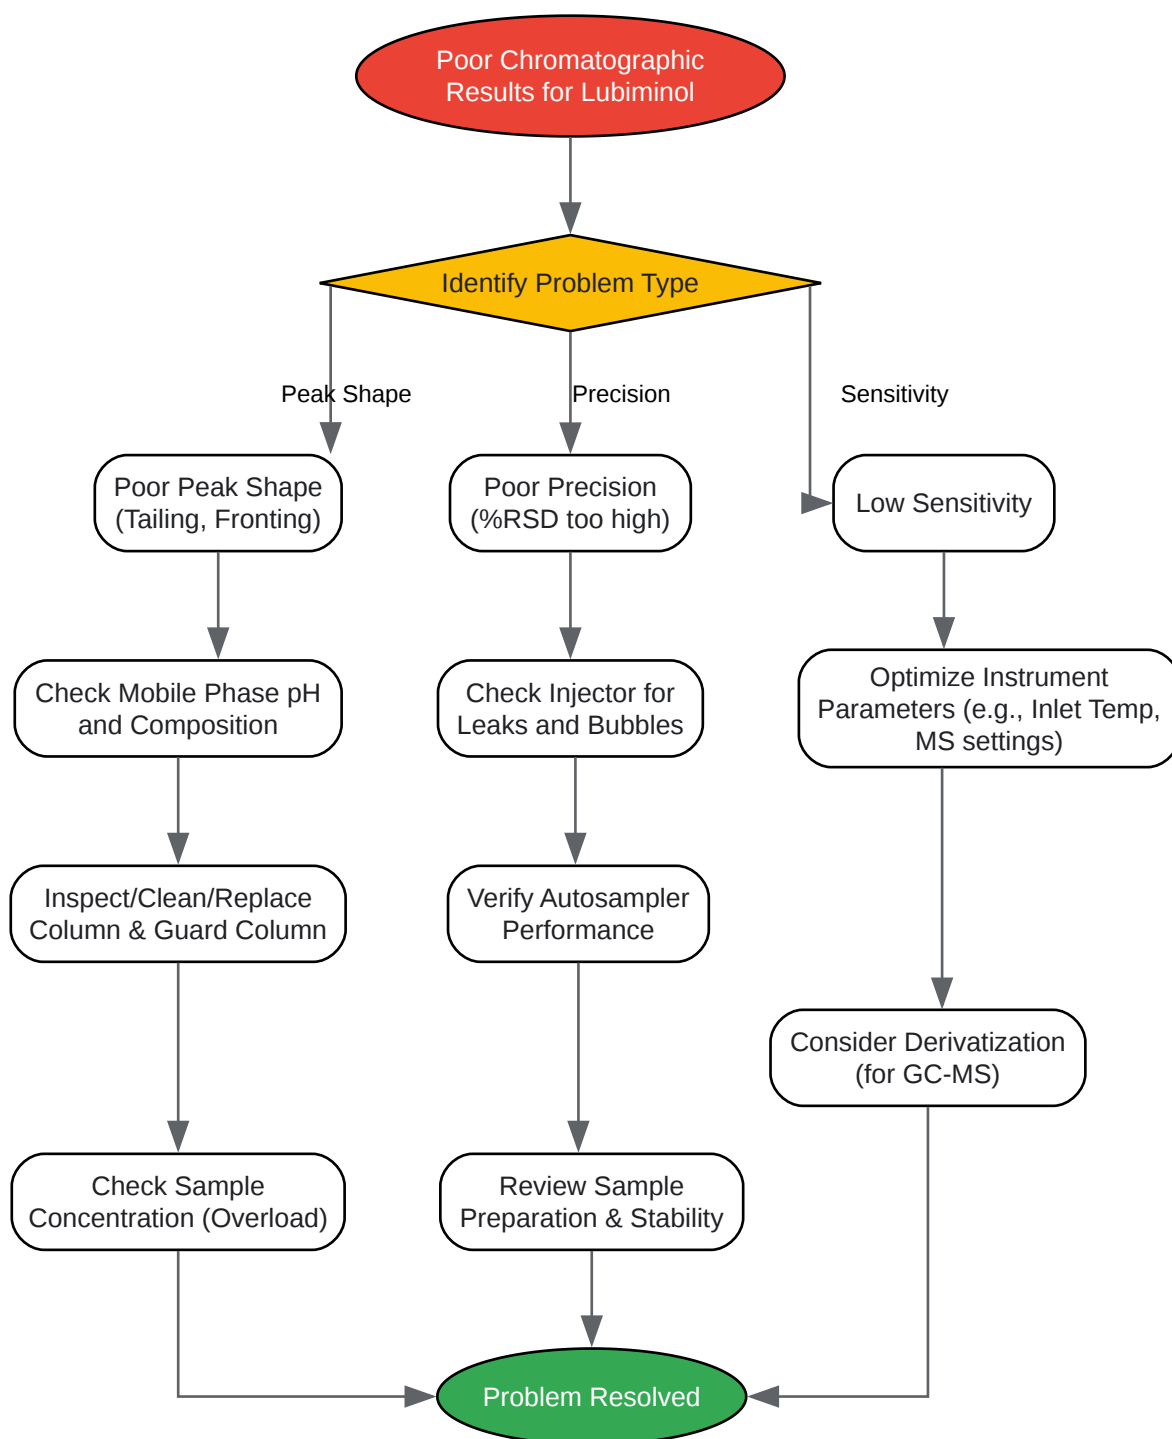 Poor Chromatographic
Results for Lubiminol
Identify Problem Type
Peak Shape
Precision
Sensitivity
Poor Peak Shape
(Tailing, Fronting)
Poor Precision
(%RSD too high)
Low Sensitivity
Check Mobile Phase pH
and Composition
Check Injector for
Leaks and Bubbles
Optimize Instrument
Parameters (e.g., Inlet Temp,
MS settings)
Inspect/Clean/Replace
Column & Guard Column
Verify Autosampler
Performance
Consider Derivatization
(for GC-MS)
Check Sample
Concentration (Overload)
Review Sample
Preparation & Stability
Problem Resolved